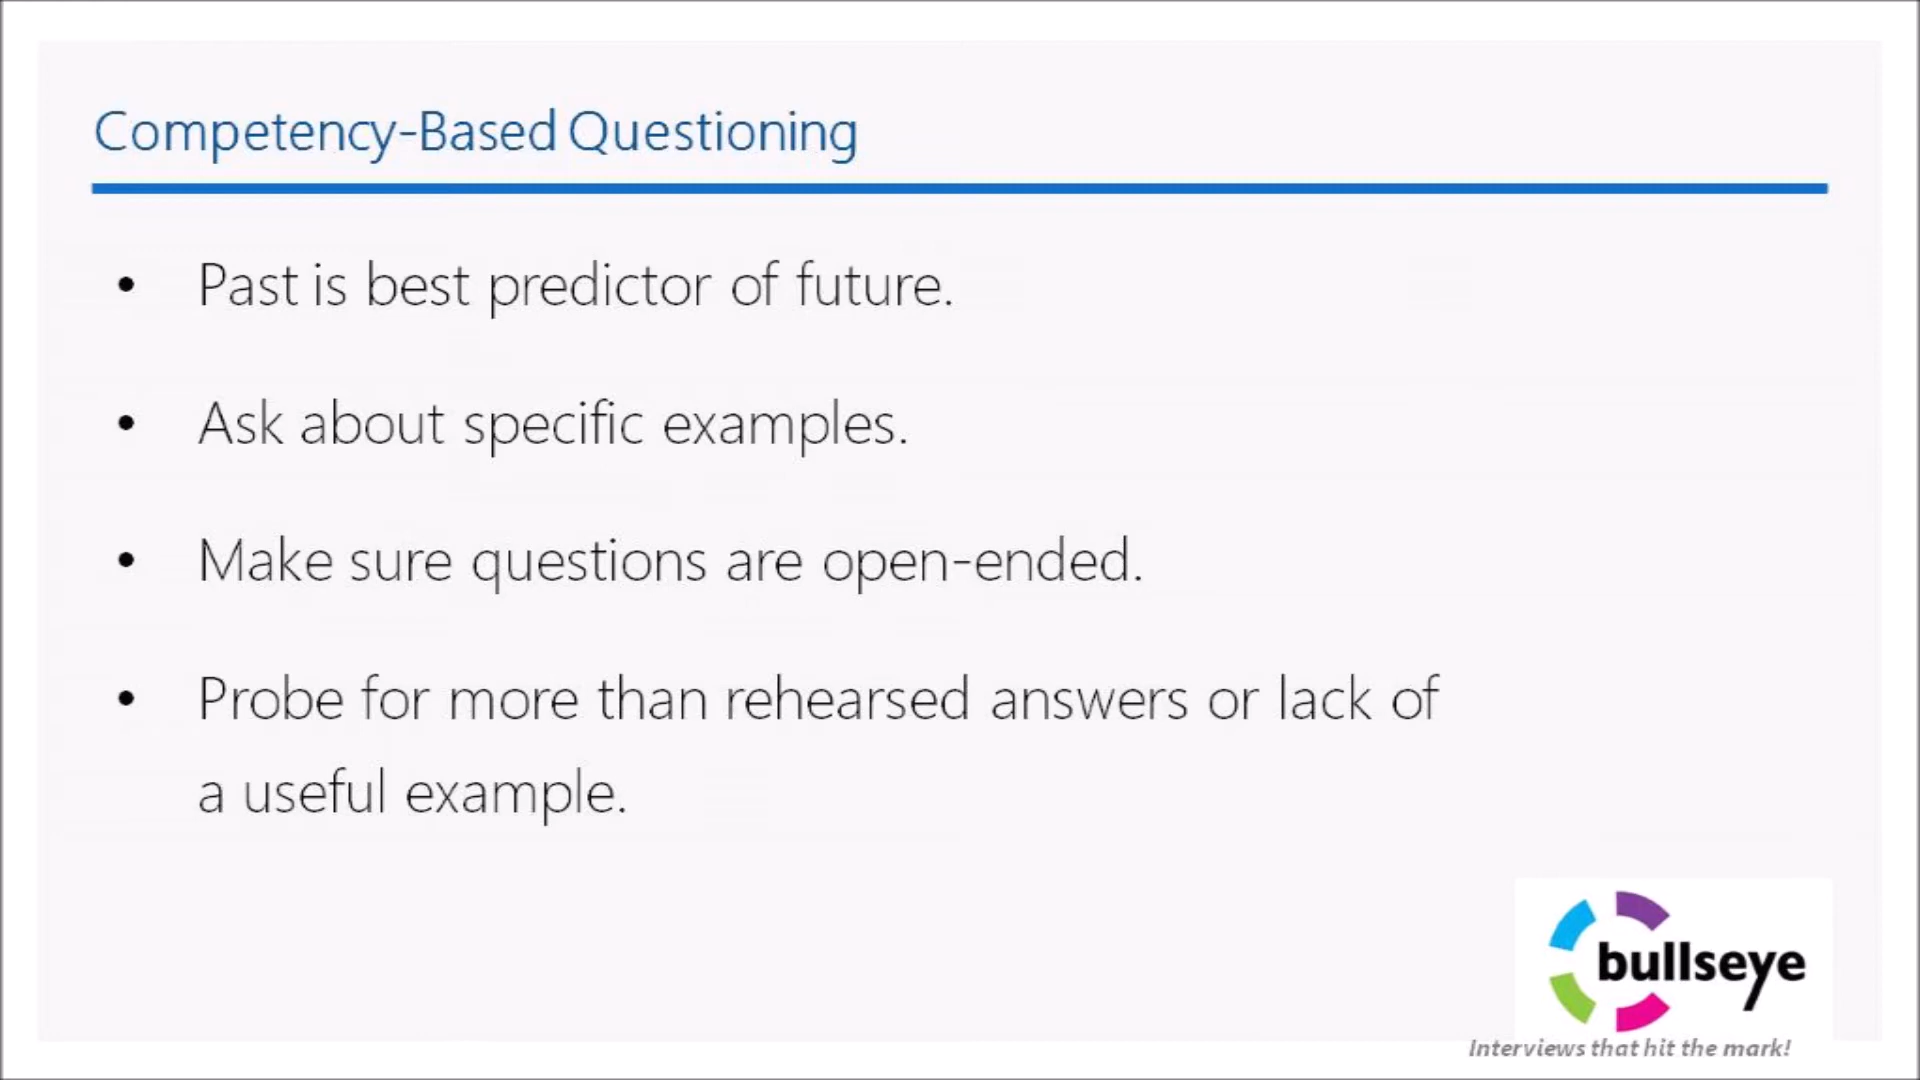 Competency-Based Questioning
• Past is best predictor of future.
• Ask about specific examples.
• Make sure questions are open-ended.
• Probe for more than rehearsed answers or lack of
a useful example.
bullseye
Interviews that hit the mark!